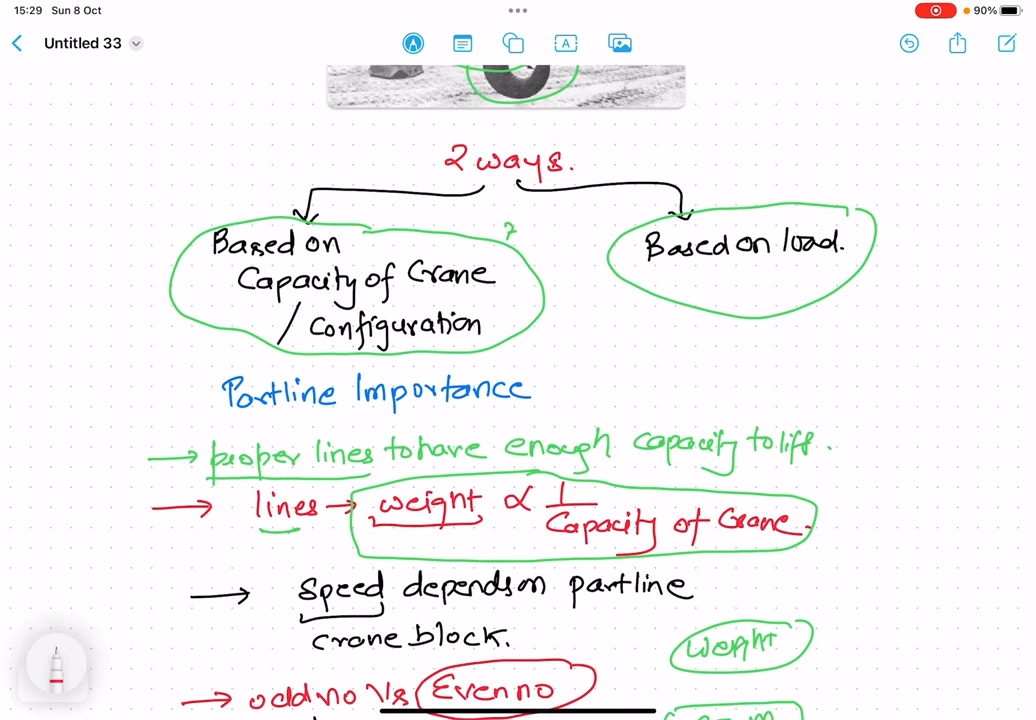 15:29 Sun 8 Oct
90%
Untitled 33
A
2 ways.
Based on
Capacity of Crane
/ Configuration
?
Based on load.
Partline Importance
→ proper lines to have enough capacity to lift.
→ lines → weight ∝ 1
Capacity of Crane.
→ speed depends on partline
crane block.
Weight
→ odd no Vs Even no